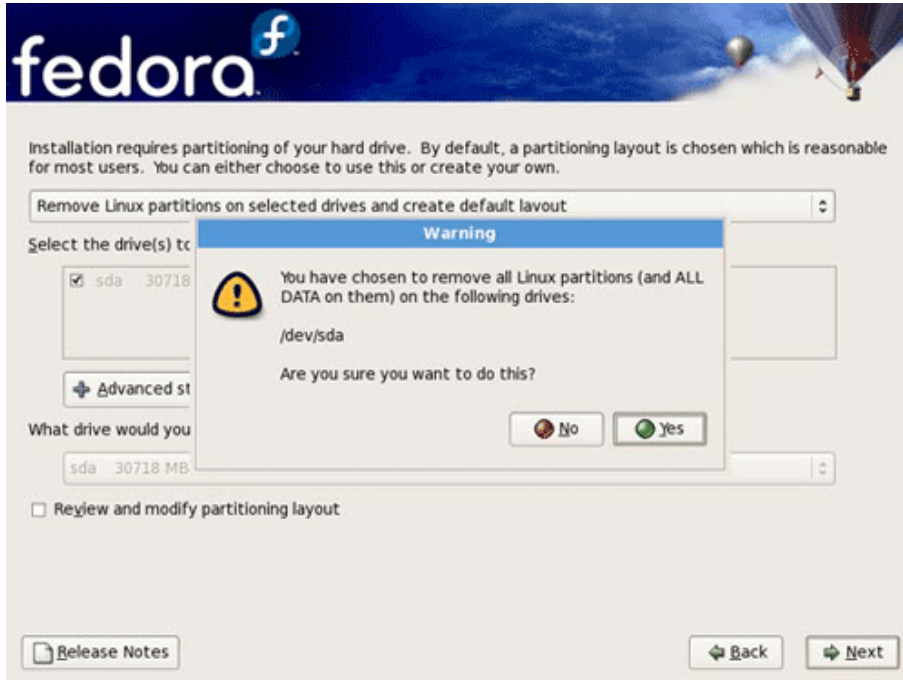 fedora
Installation requires partitioning of your hard drive. By default, a partitioning layout is chosen which is reasonable
for most users. You can either choose to use this or create your own.
Remove Linux partitions on selected drives and create default layout
Select the drive(s) to
sda 30718
Warning
You have chosen to remove all Linux partitions (and ALL
DATA on them) on the following drives:
/dev/sda
Are you sure you want to do this?
No
Yes
Advanced st
What drive would you
sda 30718 MB
Review and modify partitioning layout
Release Notes
Back
Next